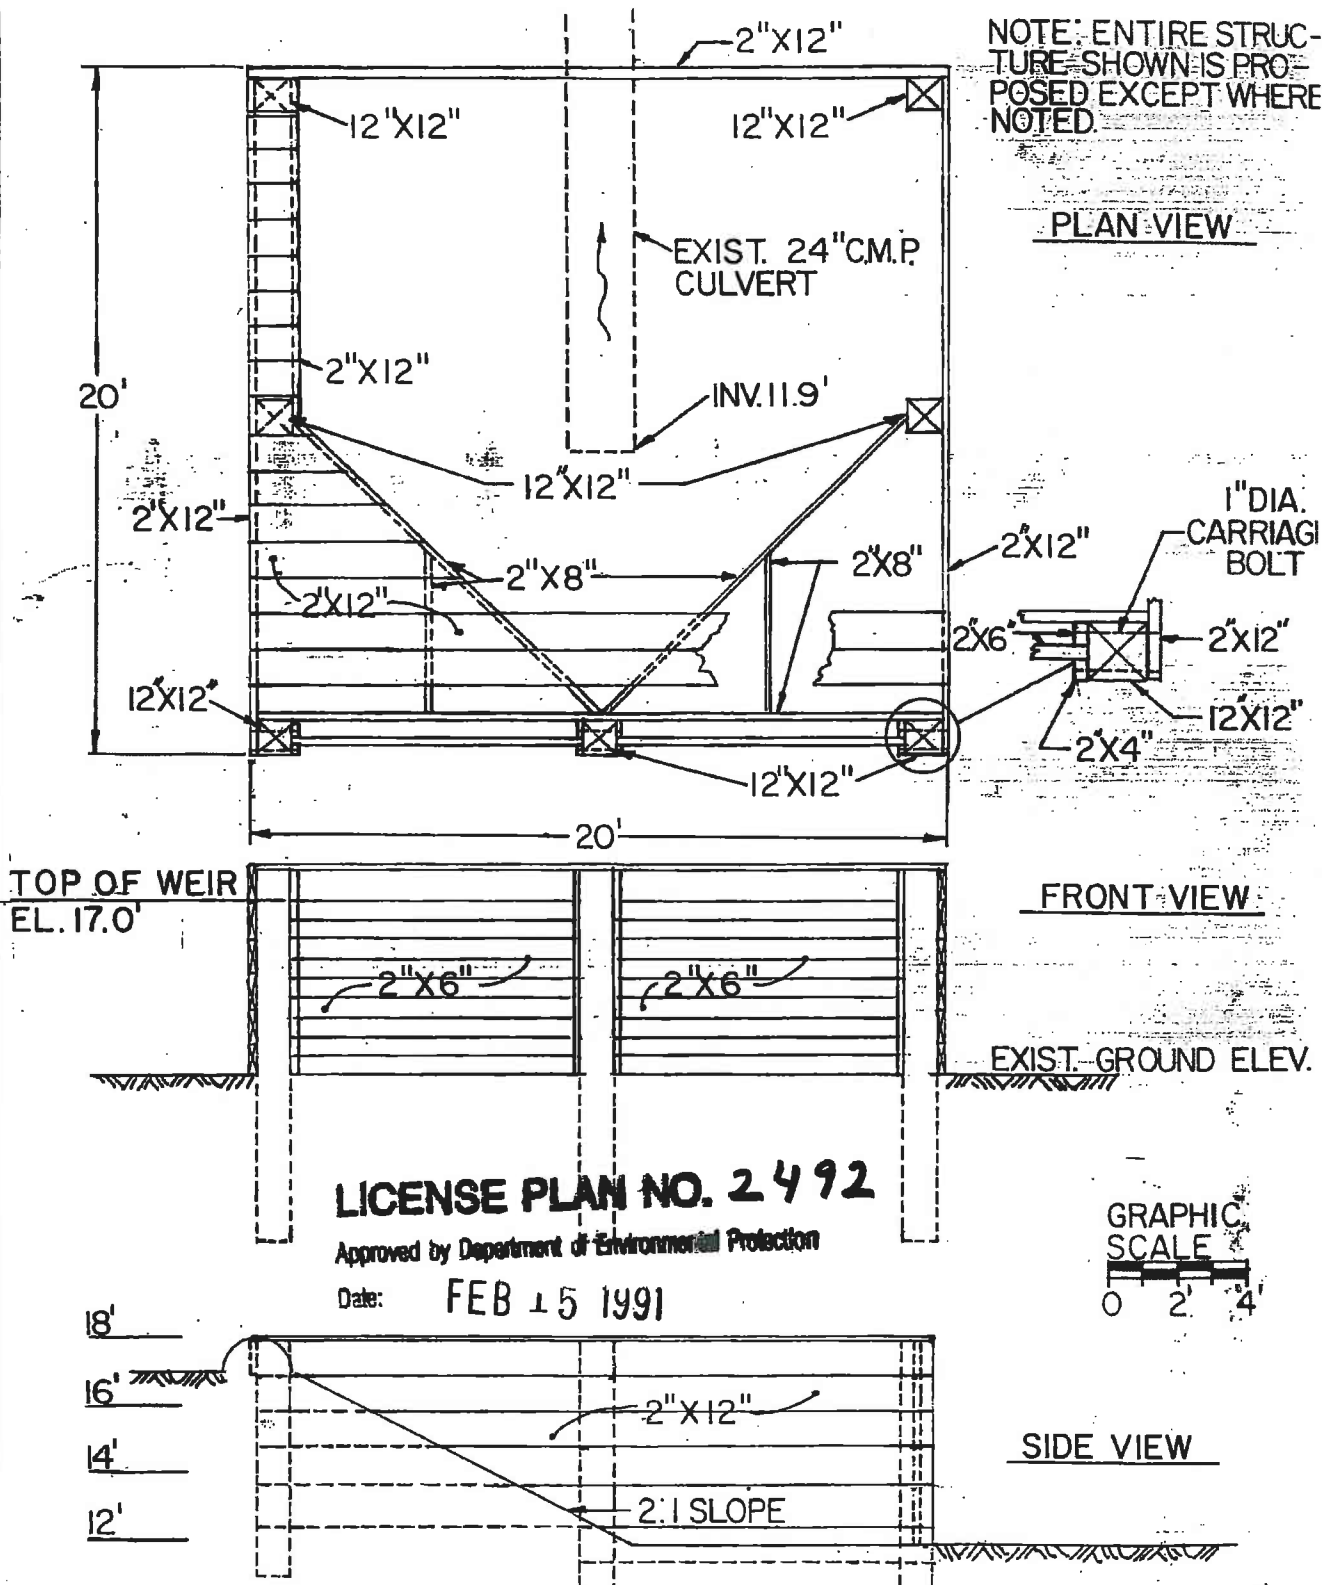 2"X12"
NOTE: ENTIRE STRUC-
TURE SHOWN IS PRO-
POSED EXCEPT WHERE
NOTED.
12"X12"
12"X12"
PLAN VIEW
EXIST. 24" C.M.P.
CULVERT
2"X12"
20'
INV. 11.9'
12"X12"
2"X12"
1" DIA.
CARRIAGE
BOLT
2"X12"
2"X8"
2"X8"
2"X12"
2"X6"
2"X12"
12"X12"
12"X12"
2"X4"
12"X12"
20'
TOP OF WEIR
EL. 17.0'
FRONT VIEW
2"X6"
2"X6"
EXIST. GROUND ELEV.
LICENSE PLAN NO. 2492
Approved by Department of Environmental Protection
Date: FEB 15 1991
GRAPHIC
SCALE
0 2' 4'
18'
16'
2"X12"
14'
SIDE VIEW
12'
2:1 SLOPE